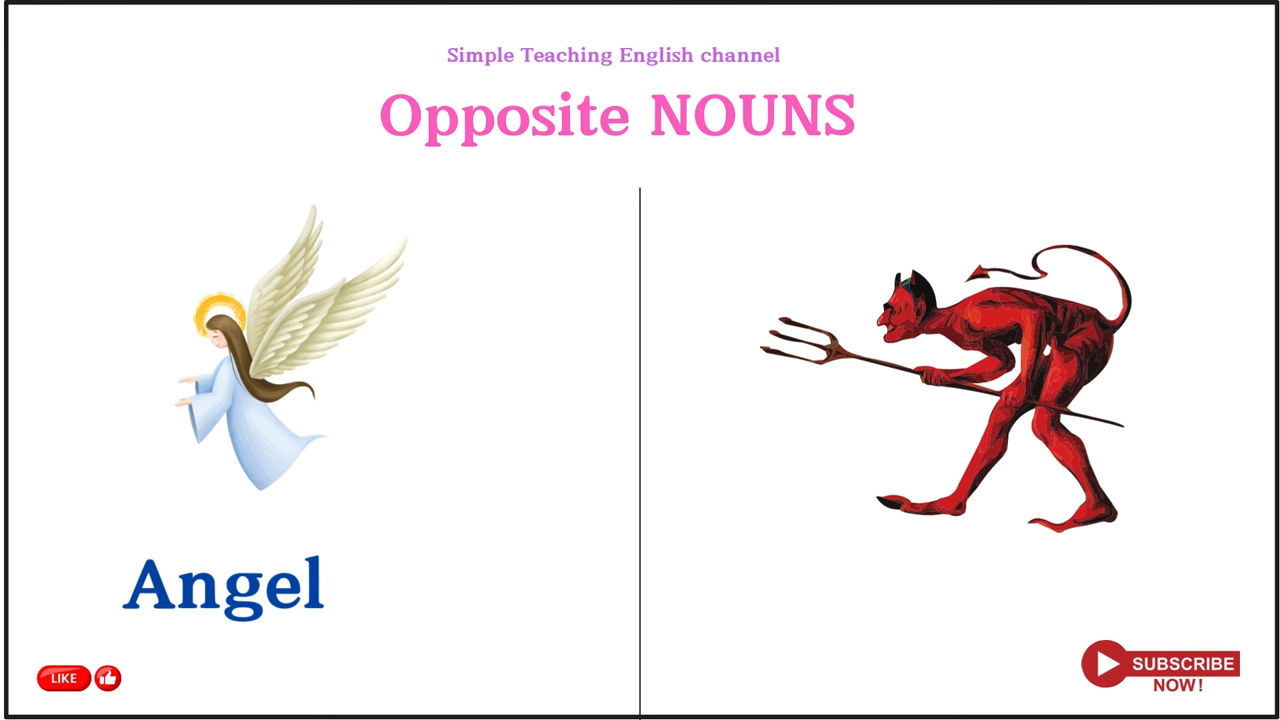 Simple Teaching English channel
Opposite NOUNS
Angel
LIKE
SUBSCRIBE
NOW!